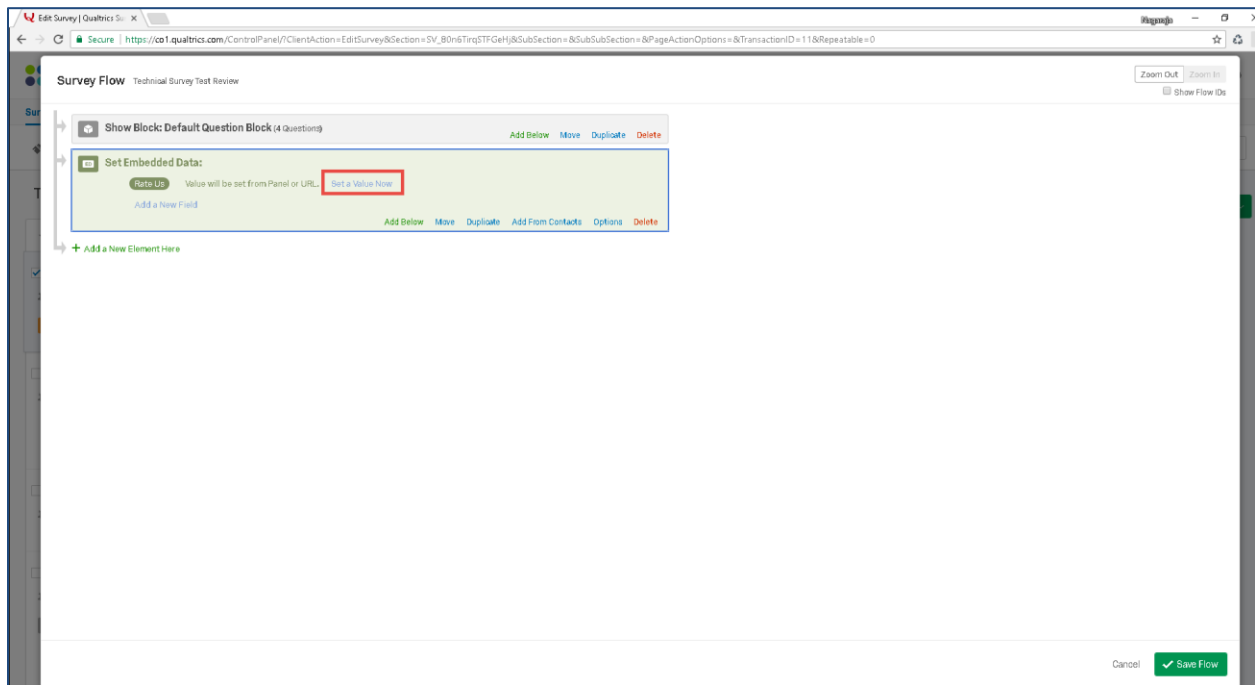 Edit Survey | Qualtrics Su
Nagaraju
Secure | https://co1.qualtrics.com/ControlPanel/?ClientAction=EditSurvey&Section=SV_80n6TirqSTFGeHj&SubSection=&SubSubSection=&PageActionOptions=&TransactionID=11&Repeatable=0
Survey Flow Technical Survey Test Review
Zoom Out Zoom In
Show Flow IDs
Sur
Show Block: Default Question Block (4 Questions)
Add Below Move Duplicate Delete
Set Embedded Data:
Rate Us Value will be set from Panel or URL. Set a Value Now
Add a New Field
Add Below Move Duplicate Add From Contacts Options Delete
+ Add a New Element Here
T
Cancel Save Flow